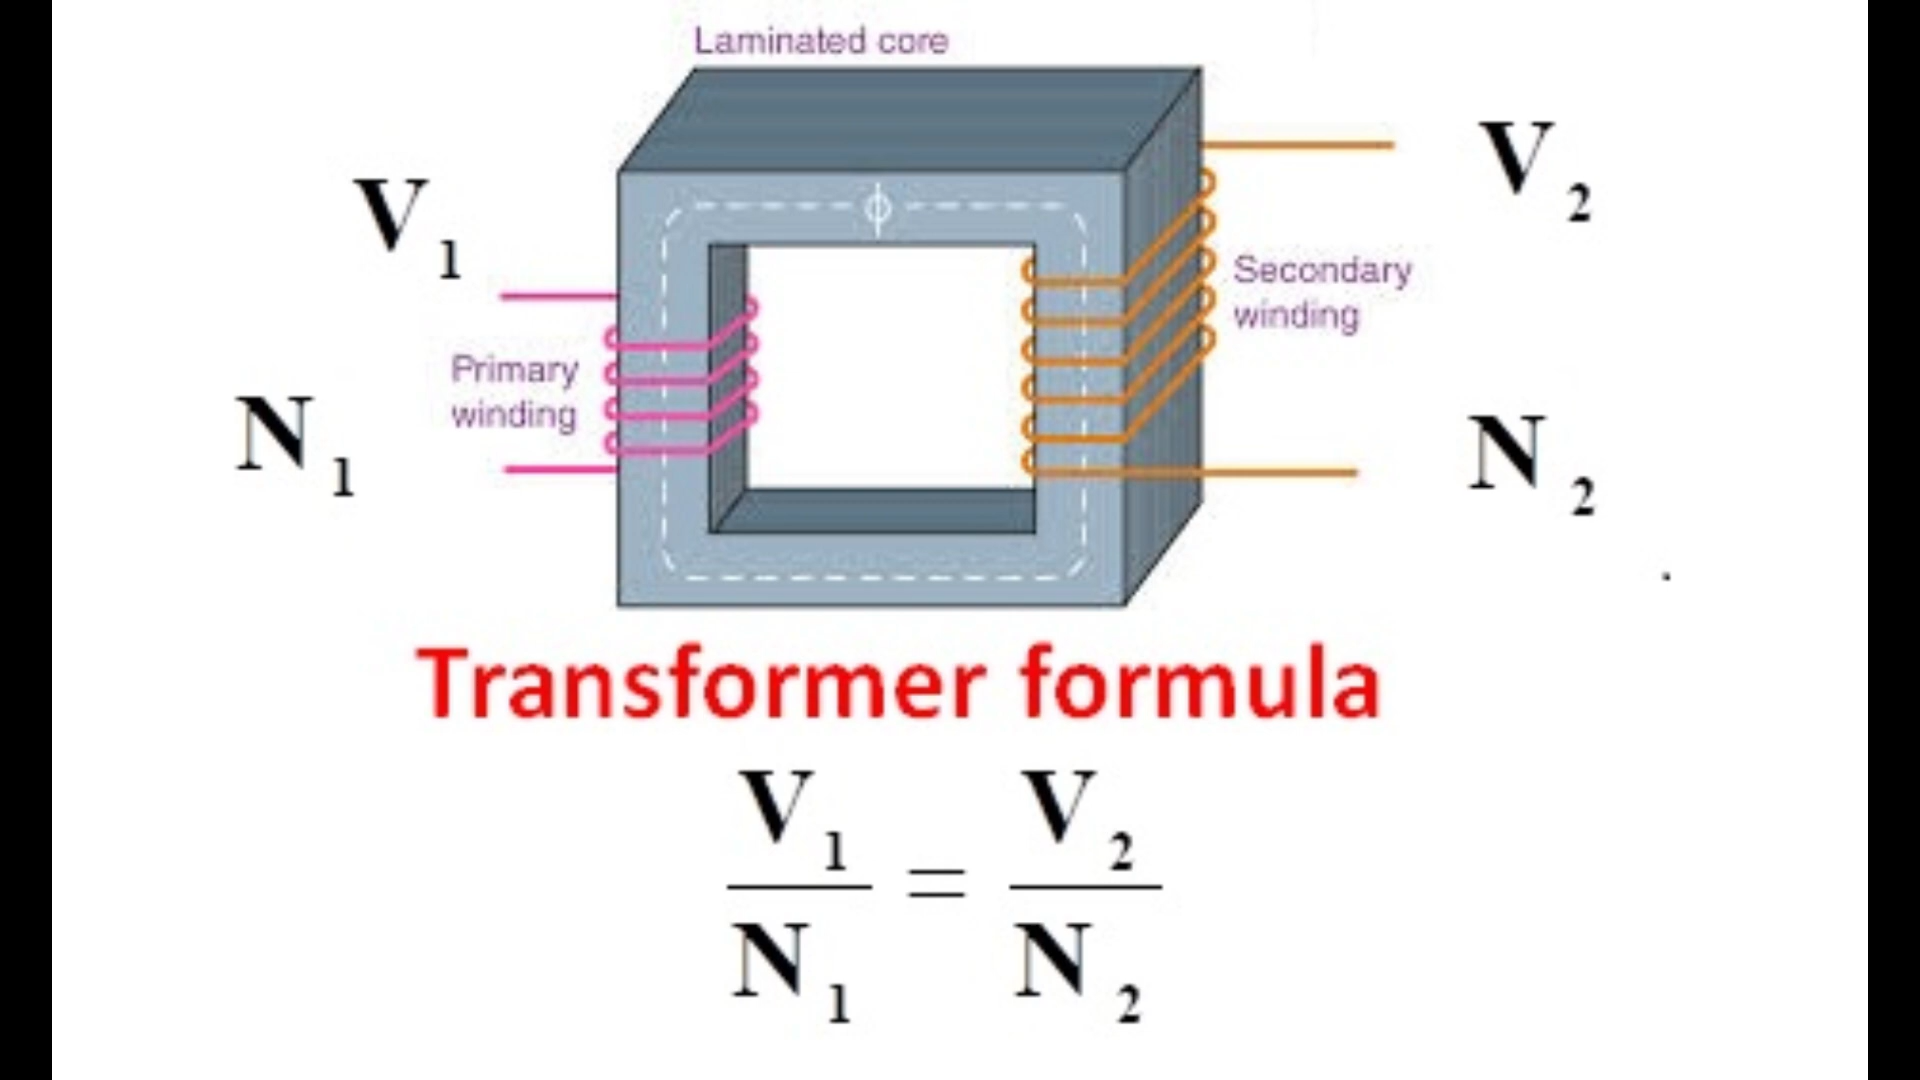 Laminated core
V1
V2
ϕ
Secondary
winding
Primary
winding
N1
N2
Transformer formula
V1/N1 = V2/N2